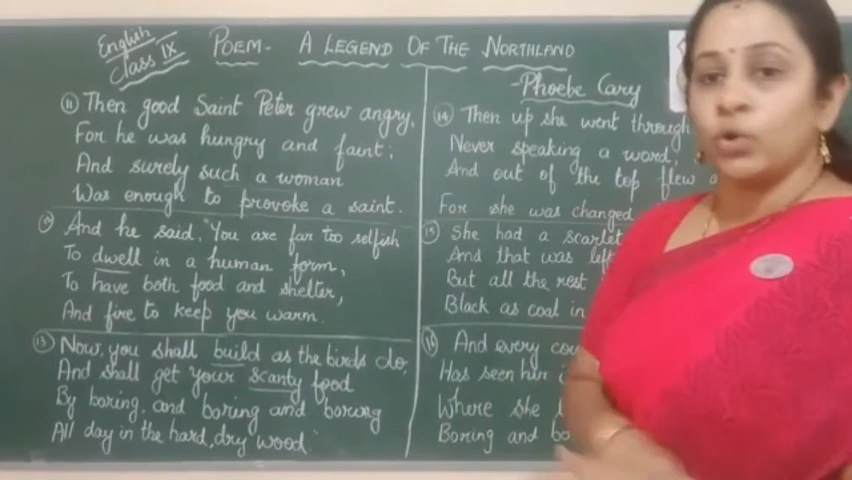 English
Class IX
POEM- A LEGEND OF THE NORTHLAND
- Phoebe Cary
11 Then good Saint Peter grew angry,
For he was hungry and faint;
And surely such a woman
Was enough to provoke a saint.
12 And he said, "You are far too selfish
To dwell in a human form,
To have both food and shelter,
And fire to keep you warm.
13 Now, you shall build as the birds do,
And shall get your scanty food
By boring, and boring and boring
All day in the hard, dry wood."
14 Then up she went through
Never speaking a word,
And out of the top flew a
For she was changed
15 She had a scarlet
And that was left
But all the rest
Black as coal in
16 And every
Has seen her
Where she
Boring and